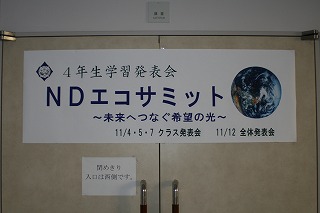 4年生学習発表会
NDエコサミット
～未来へつなぐ希望の光～
11/4・5・7 クラス発表会 11/12 全体発表会
閉めきり
入口は西側です。